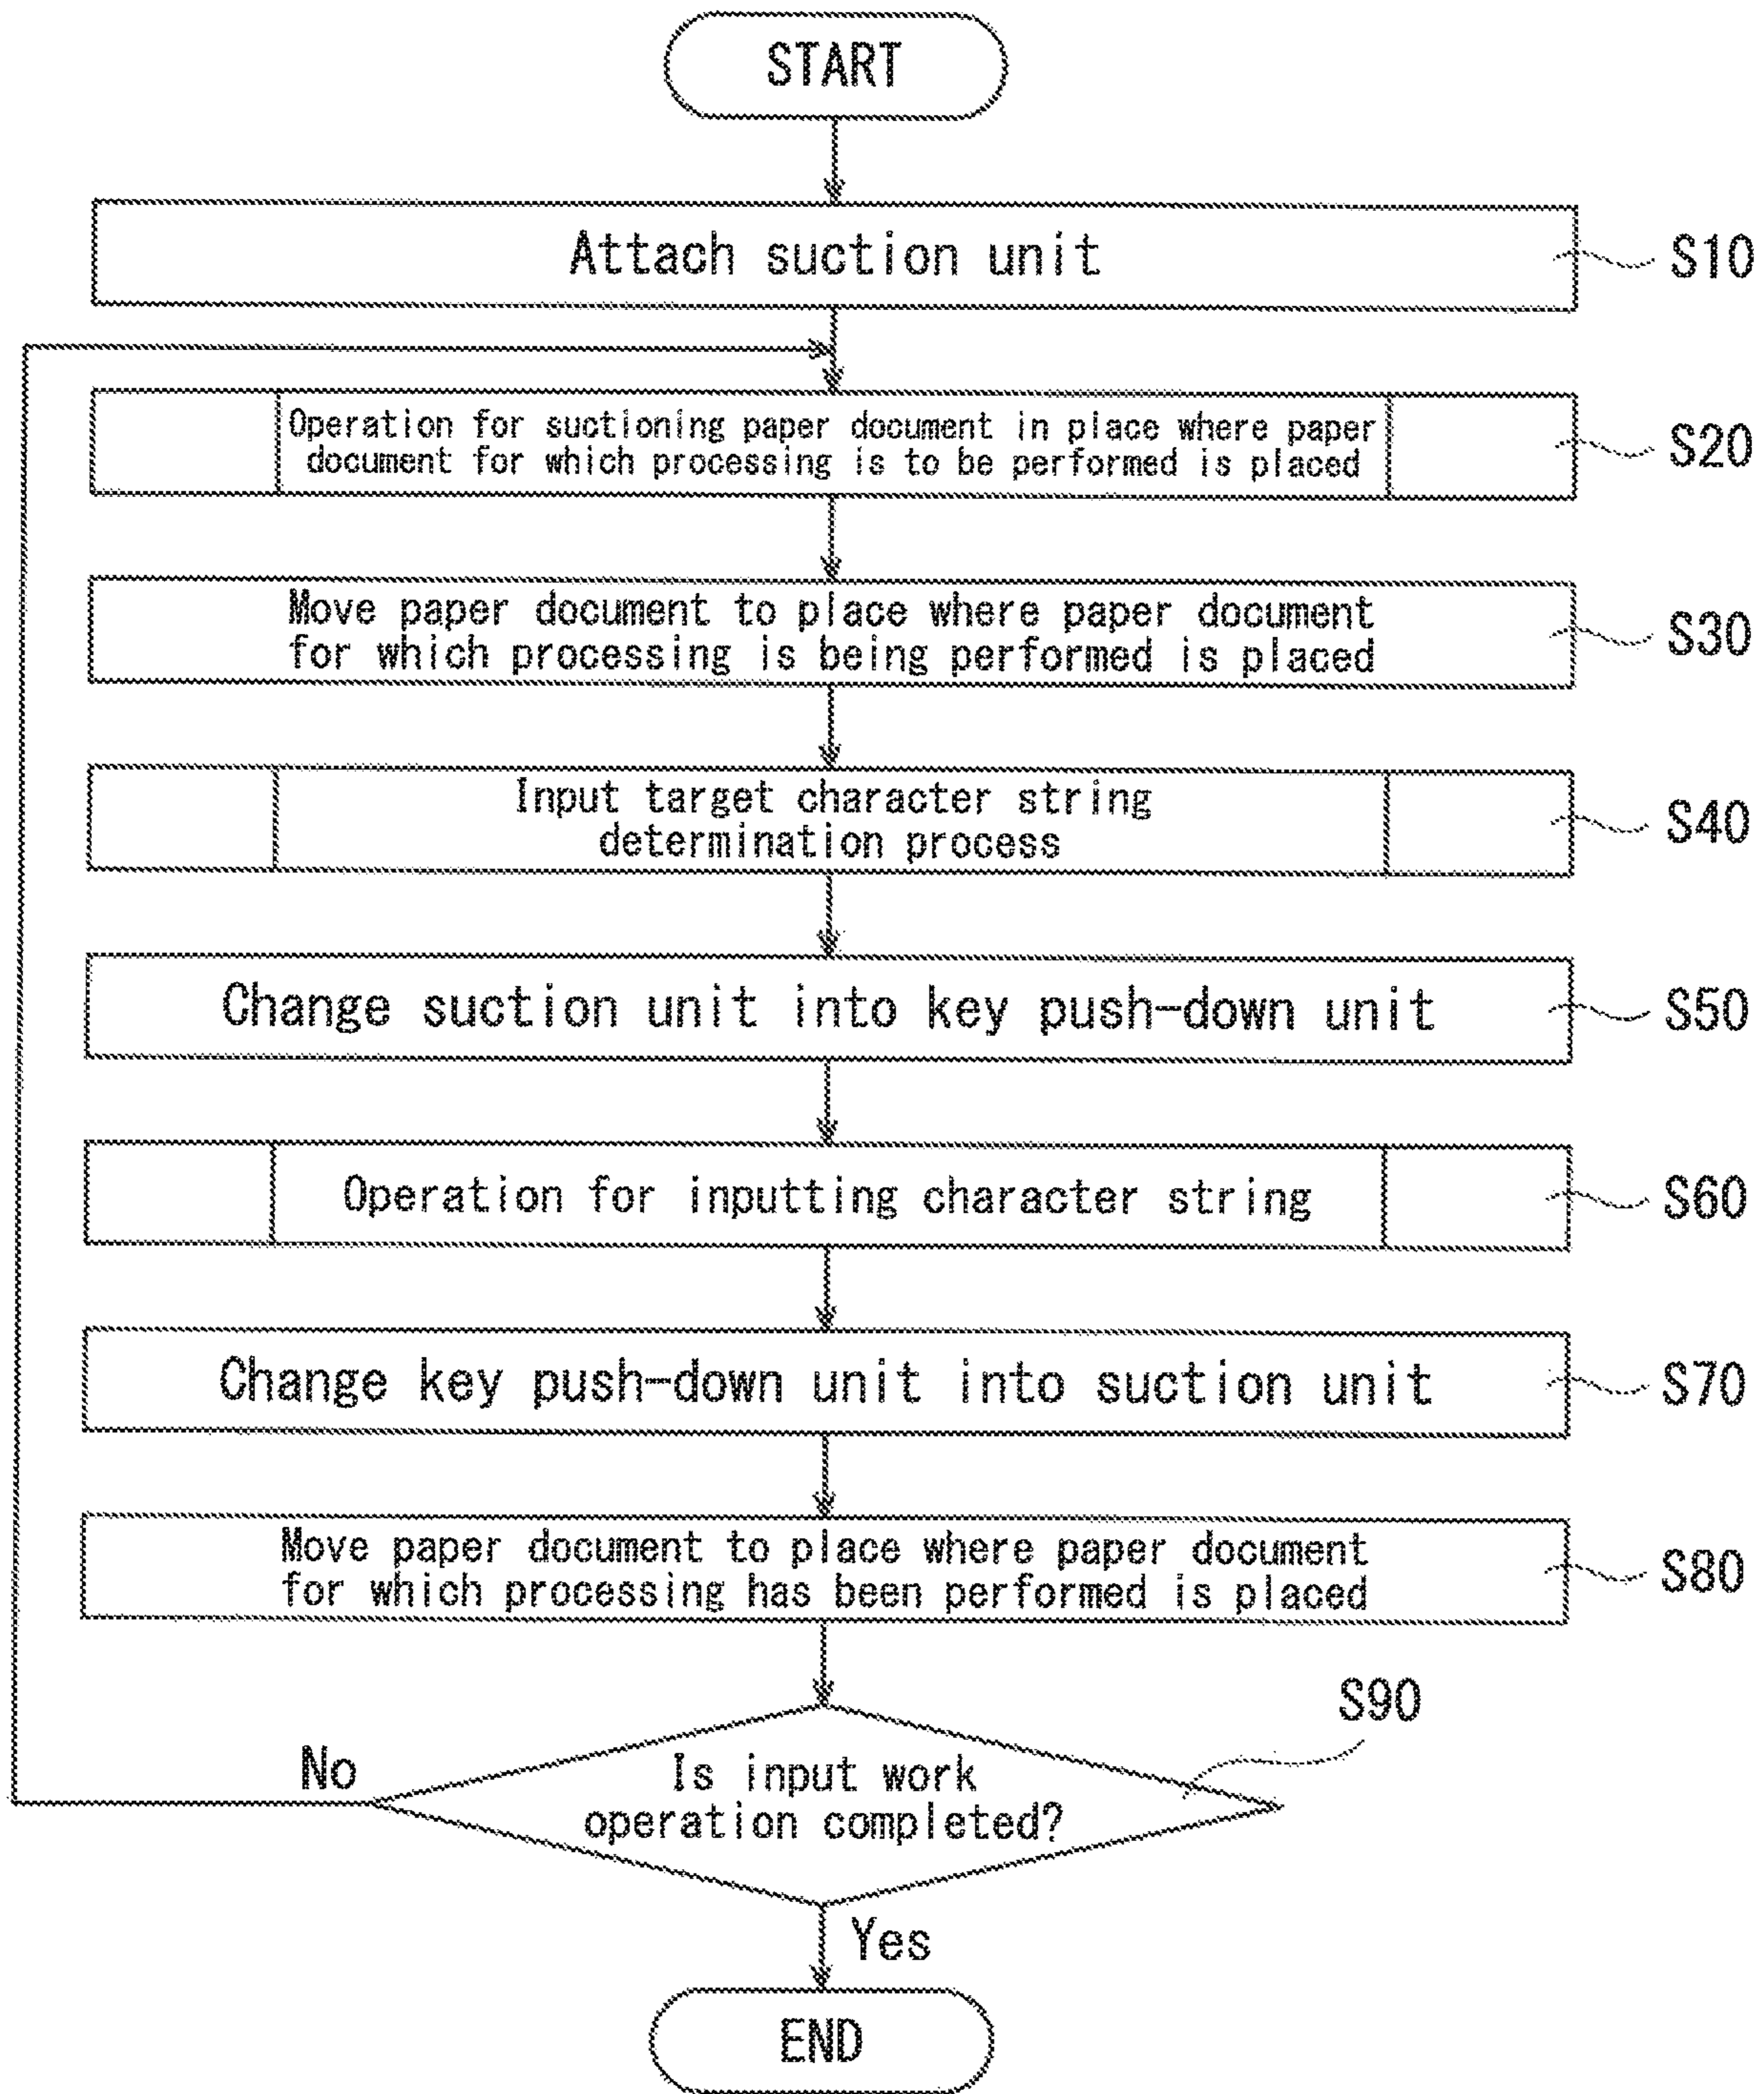 START
Attach suction unit
S10
Operation for suctioning paper document in place where paper
document for which processing is to be performed is placed
S20
Move paper document to place where paper document
for which processing is being performed is placed
S30
Input target character string
determination process
S40
Change suction unit into key push-down unit
S50
Operation for inputting character string
S60
Change key push-down unit into suction unit
S70
Move paper document to place where paper document
for which processing has been performed is placed
S80
S90
No
Is input work
operation completed?
Yes
END